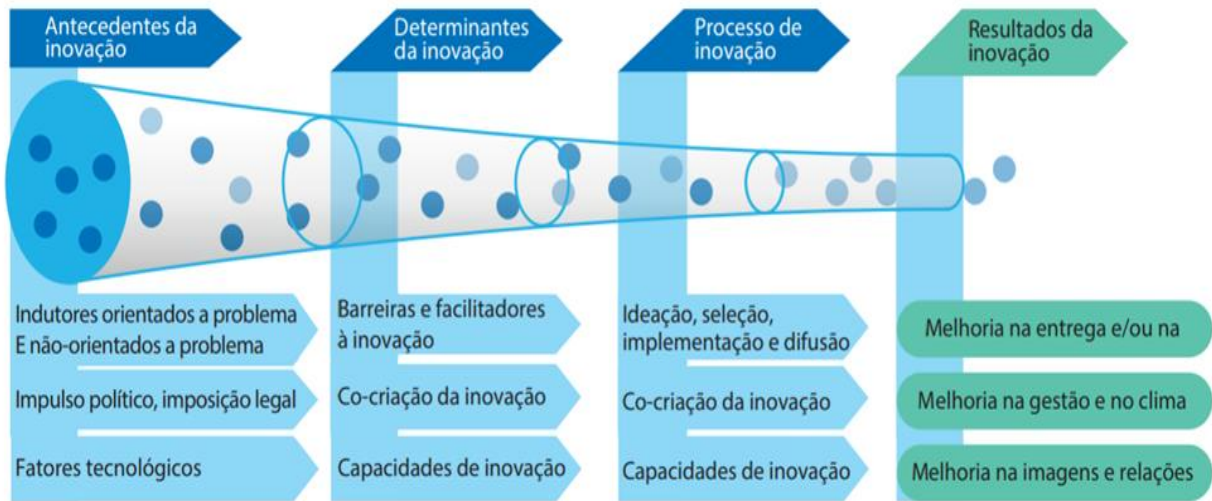 Antecedentes da
inovação
Determinantes
da inovação
Processo de
inovação
Resultados da
inovação
Indutores orientados a problema
E não-orientados a problema
Barreiras e facilitadores
à inovação
Ideação, seleção,
implementação e difusão
Melhoria na entrega e/ou na
Impulso político, imposição legal
Co-criação da inovação
Co-criação da inovação
Melhoria na gestão e no clima
Fatores tecnológicos
Capacidades de inovação
Capacidades de inovação
Melhoria na imagens e relações